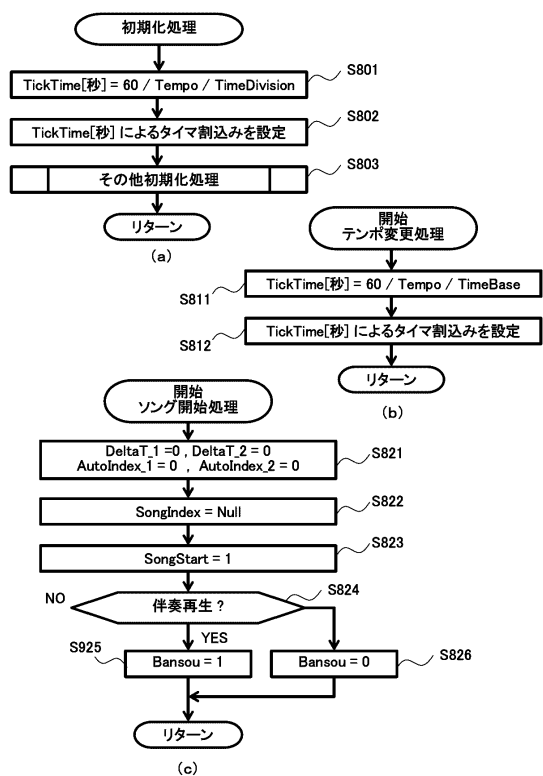 初期化処理
TickTime[秒] = 60 / Tempo / TimeDivision
S801
TickTime[秒] によるタイマ割込みを設定
S802
その他初期化処理
S803
リターン
(a)
開始
テンポ変更処理
TickTime[秒] = 60 / Tempo / TimeBase
S811
TickTime[秒] によるタイマ割込みを設定
S812
リターン
(b)
開始
ソング開始処理
DeltaT_1 =0 , DeltaT_2 = 0
AutoIndex_1 = 0 , AutoIndex_2 = 0
S821
SongIndex = Null
S822
SongStart = 1
S823
伴奏再生？
S824
NO
YES
S925
Bansou = 1
Bansou = 0
S826
リターン
(c)